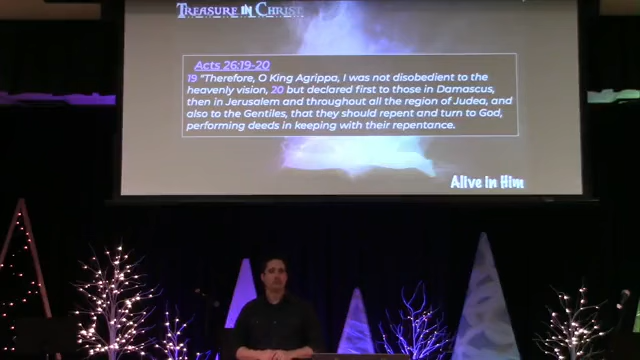 TREASURE IN CHRIST
Acts 26:19-20
19 "Therefore, O King Agrippa, I was not disobedient to the
heavenly vision, 20 but declared first to those in Damascus,
then in Jerusalem and throughout all the region of Judea, and
also to the Gentiles, that they should repent and turn to God,
performing deeds in keeping with their repentance.
Alive in Him